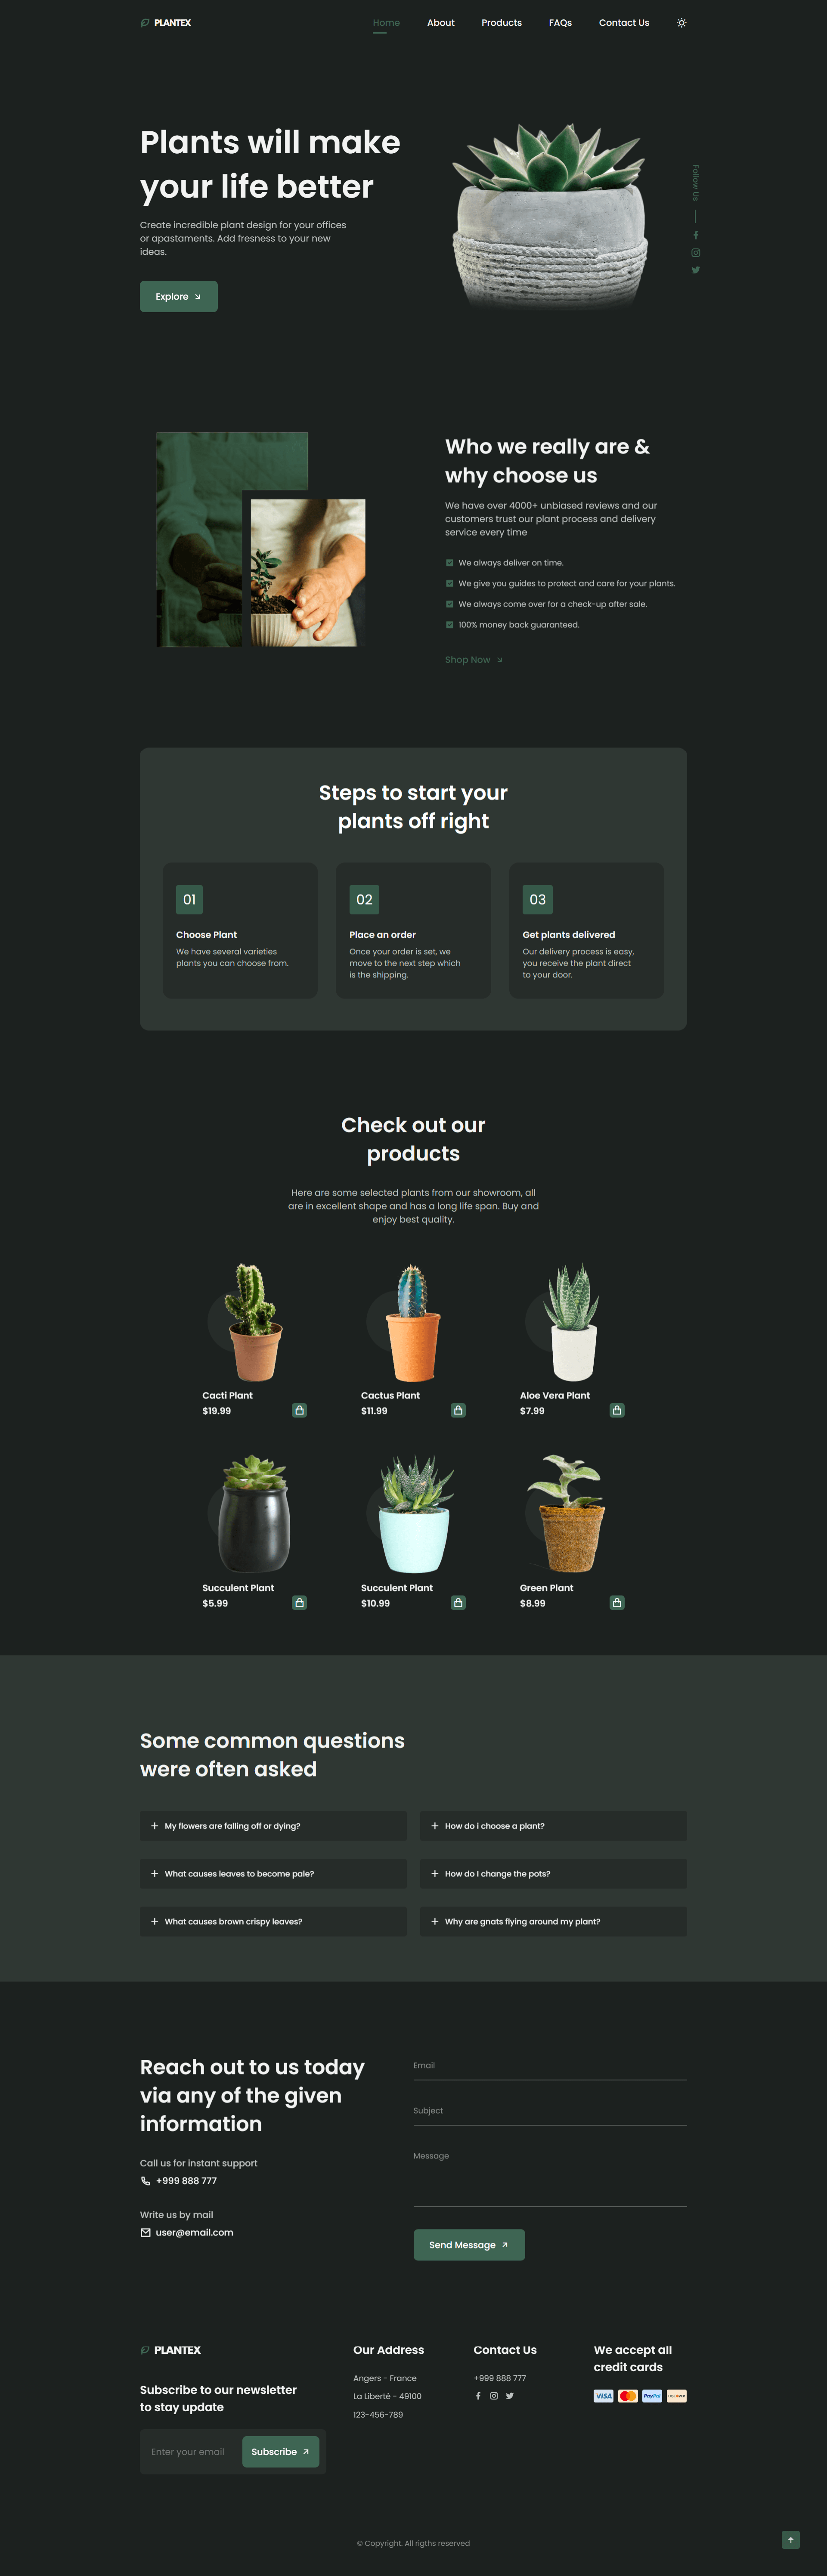 PLANTEX
Home
About
Products
FAQs
Contact Us
Plants will make
your life better
Create incredible plant design for your offices
or apastaments. Add fresness to your new
ideas.
Explore
Follow Us
Who we really are &
why choose us
We have over 4000+ unbiased reviews and our
customers trust our plant process and delivery
service every time
We always deliver on time.
We give you guides to protect and care for your plants.
We always come over for a check-up after sale.
100% money back guaranteed.
Shop Now
Steps to start your
plants off right
01
Choose Plant
We have several varieties
plants you can choose from.
02
Place an order
Once your order is set, we
move to the next step which
is the shipping.
03
Get plants delivered
Our delivery process is easy,
you receive the plant direct
to your door.
Check out our
products
Here are some selected plants from our showroom, all
are in excellent shape and has a long life span. Buy and
enjoy best quality.
Cacti Plant
$19.99
Cactus Plant
$11.99
Aloe Vera Plant
$7.99
Succulent Plant
$5.99
Succulent Plant
$10.99
Green Plant
$8.99
Some common questions
were often asked
My flowers are falling off or dying?
How do i choose a plant?
What causes leaves to become pale?
How do I change the pots?
What causes brown crispy leaves?
Why are gnats flying around my plant?
Reach out to us today
via any of the given
information
Call us for instant support
+999 888 777
Write us by mail
user@email.com
Email
Subject
Message
Send Message
PLANTEX
Subscribe to our newsletter
to stay update
Enter your email
Subscribe
Our Address
Angers - France
La Liberté - 49100
123-456-789
Contact Us
+999 888 777
We accept all
credit cards
VISA
PayPal
DISCOVER
© Copyright. All rigths reserved